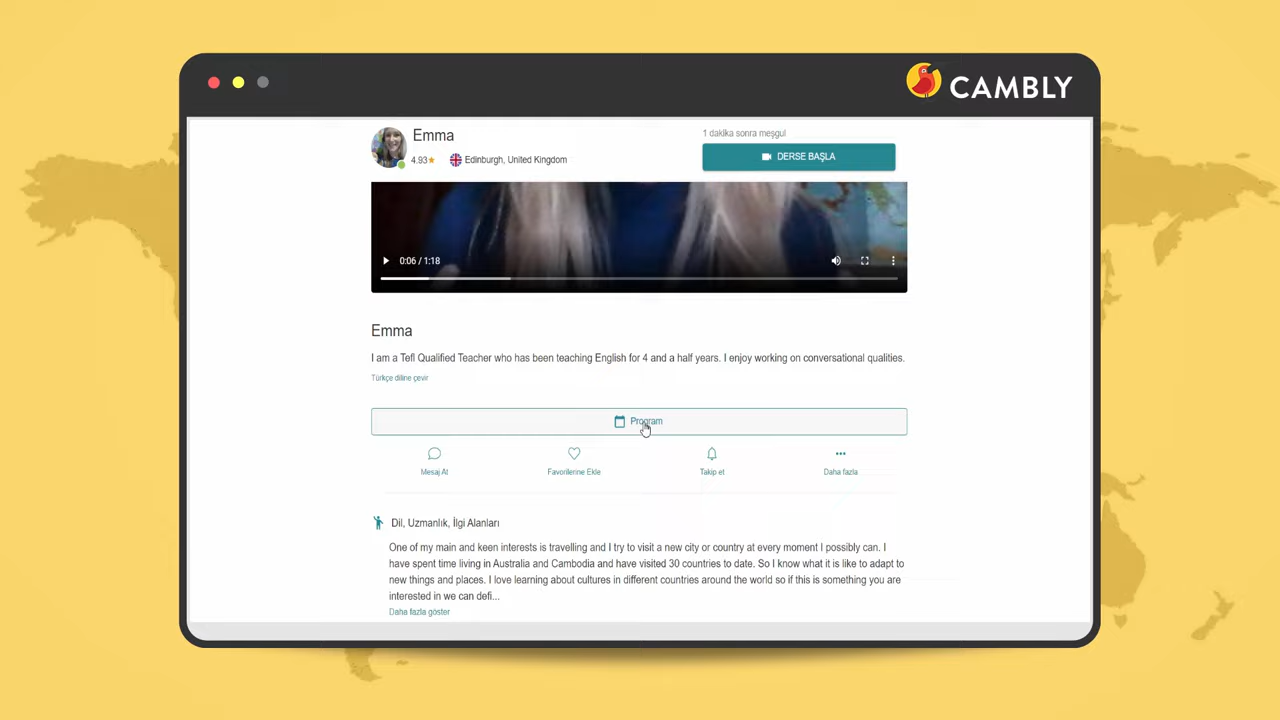 CAMBLY
Emma
1 dakika sonra meşgul
4.93★ Edinburgh, United Kingdom
DERSE BAŞLA
0:06 / 1:18
Emma
I am a Tefl Qualified Teacher who has been teaching English for 4 and a half years. I enjoy working on conversational qualities.
Türkçe diline çevir
Program
Mesaj At
Favorilerine Ekle
Takip et
Daha fazla
Dil, Uzmanlık, İlgi Alanları
One of my main and keen interests is travelling and I try to visit a new city or country at every moment I possibly can. I
have spent time living in Australia and Cambodia and have visited 30 countries to date. So I know what it is like to adapt to
new things and places. I love learning about cultures in different countries around the world so if this is something you are
interested in we can defi...
Daha fazla göster